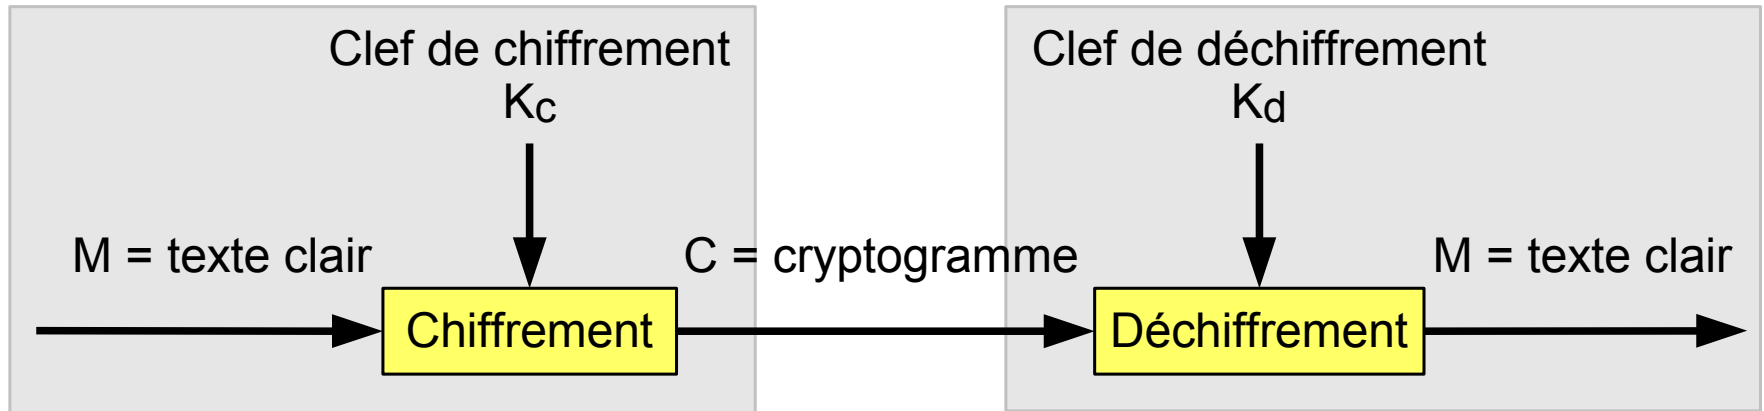 Clef de chiffrement
Kc
Clef de déchiffrement
Kd
M = texte clair
C = cryptogramme
M = texte clair
Chiffrement
Déchiffrement